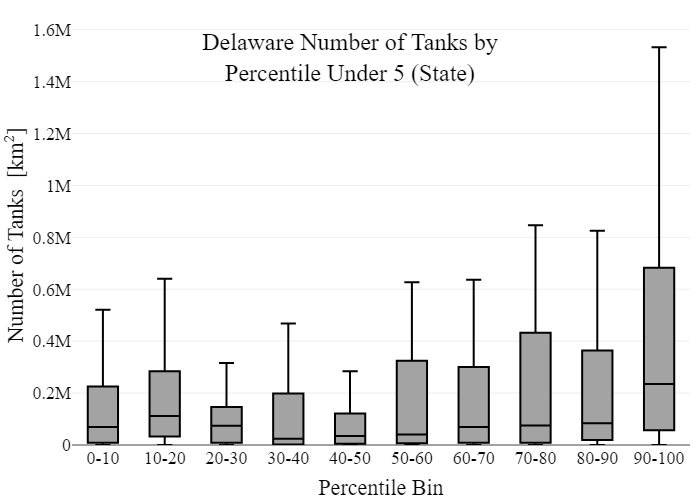 Delaware Number of Tanks by
Percentile Under 5 (State)
Number of Tanks [km²]
1.6M
1.4M
1.2M
1M
0.8M
0.6M
0.4M
0.2M
0
0-10 10-20 20-30 30-40 40-50 50-60 60-70 70-80 80-90 90-100
Percentile Bin